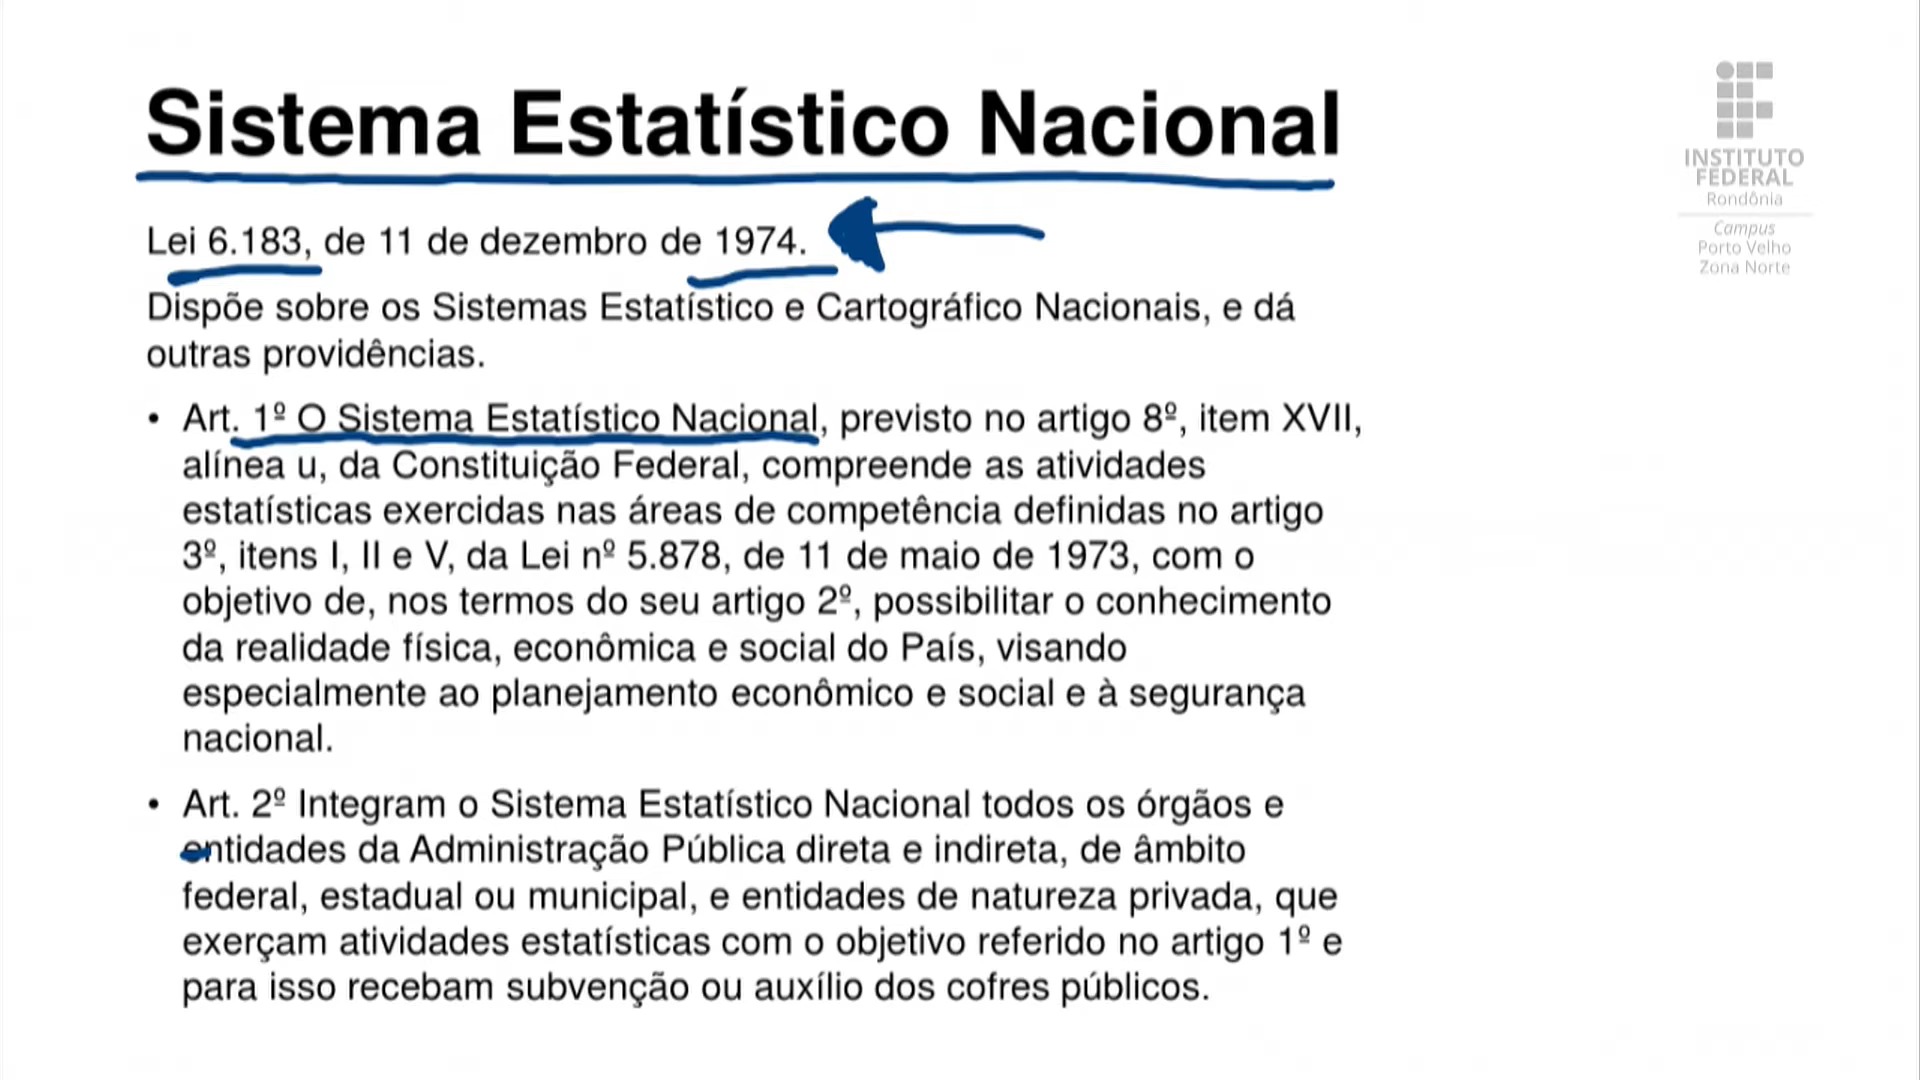 Sistema Estatístico Nacional
INSTITUTO
FEDERAL
Rondônia
Campus
Porto Velho
Zona Norte
Lei 6.183, de 11 de dezembro de 1974.
Dispõe sobre os Sistemas Estatístico e Cartográfico Nacionais, e dá
outras providências.
• Art. 1º O Sistema Estatístico Nacional, previsto no artigo 8º, item XVII,
alínea u, da Constituição Federal, compreende as atividades
estatísticas exercidas nas áreas de competência definidas no artigo
3º, itens I, II e V, da Lei nº 5.878, de 11 de maio de 1973, com o
objetivo de, nos termos do seu artigo 2º, possibilitar o conhecimento
da realidade física, econômica e social do País, visando
especialmente ao planejamento econômico e social e à segurança
nacional.
• Art. 2º Integram o Sistema Estatístico Nacional todos os órgãos e
entidades da Administração Pública direta e indireta, de âmbito
federal, estadual ou municipal, e entidades de natureza privada, que
exerçam atividades estatísticas com o objetivo referido no artigo 1º e
para isso recebam subvenção ou auxílio dos cofres públicos.